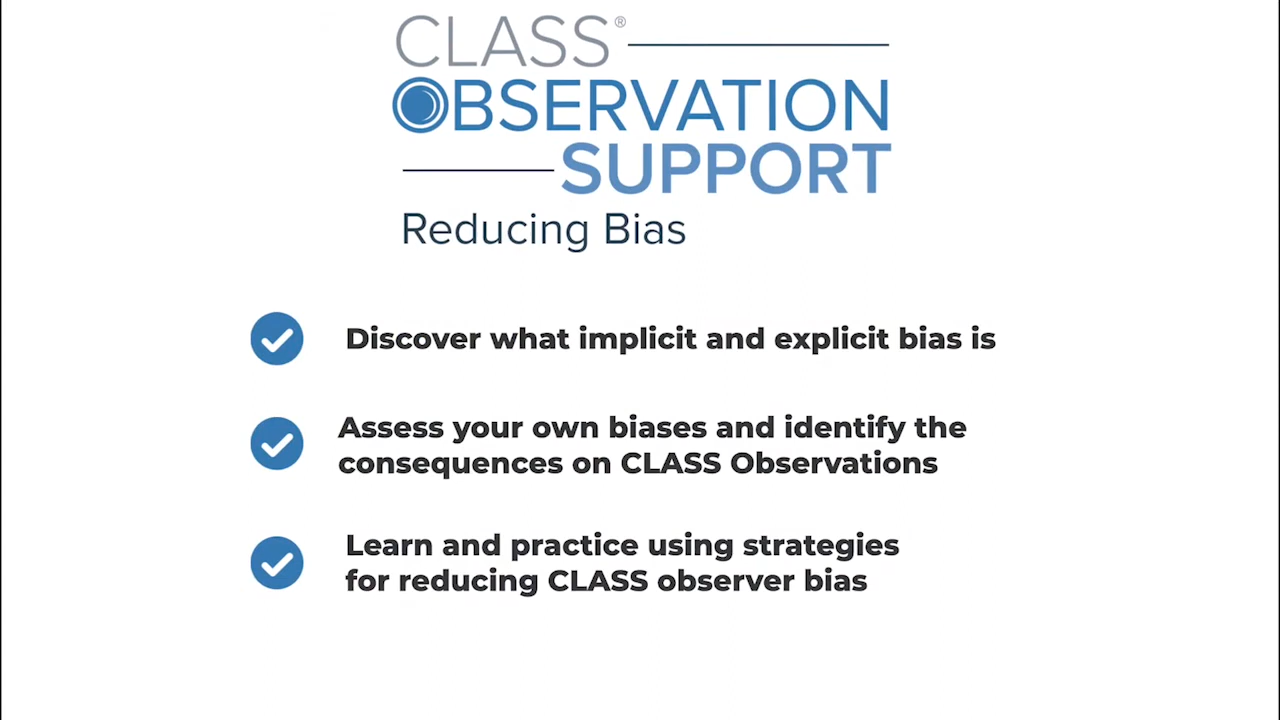 CLASS®
OBSERVATION
SUPPORT
Reducing Bias
Discover what implicit and explicit bias is
Assess your own biases and identify the
consequences on CLASS Observations
Learn and practice using strategies
for reducing CLASS observer bias